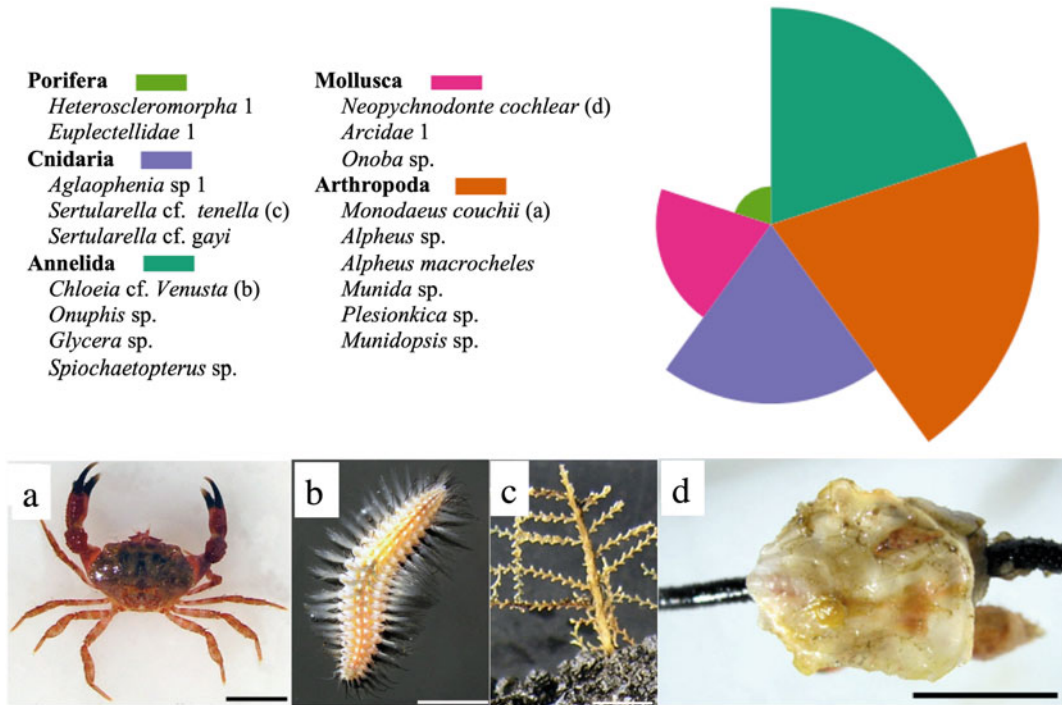 Porifera
Heteroscleromorpha 1
Euplectellidae 1
Cnidaria
Aglaophenia sp 1
Sertularella cf. tenella (c)
Sertularella cf. gayi
Annelida
Chloeia cf. Venusta (b)
Onuphis sp.
Glycera sp.
Spiochaetopterus sp.
Mollusca
Neopychnodonte cochlear (d)
Arcidae 1
Onoba sp.
Arthropoda
Monodaeus couchii (a)
Alpheus sp.
Alpheus macrocheles
Munida sp.
Plesionkica sp.
Munidopsis sp.
a
b
c
d